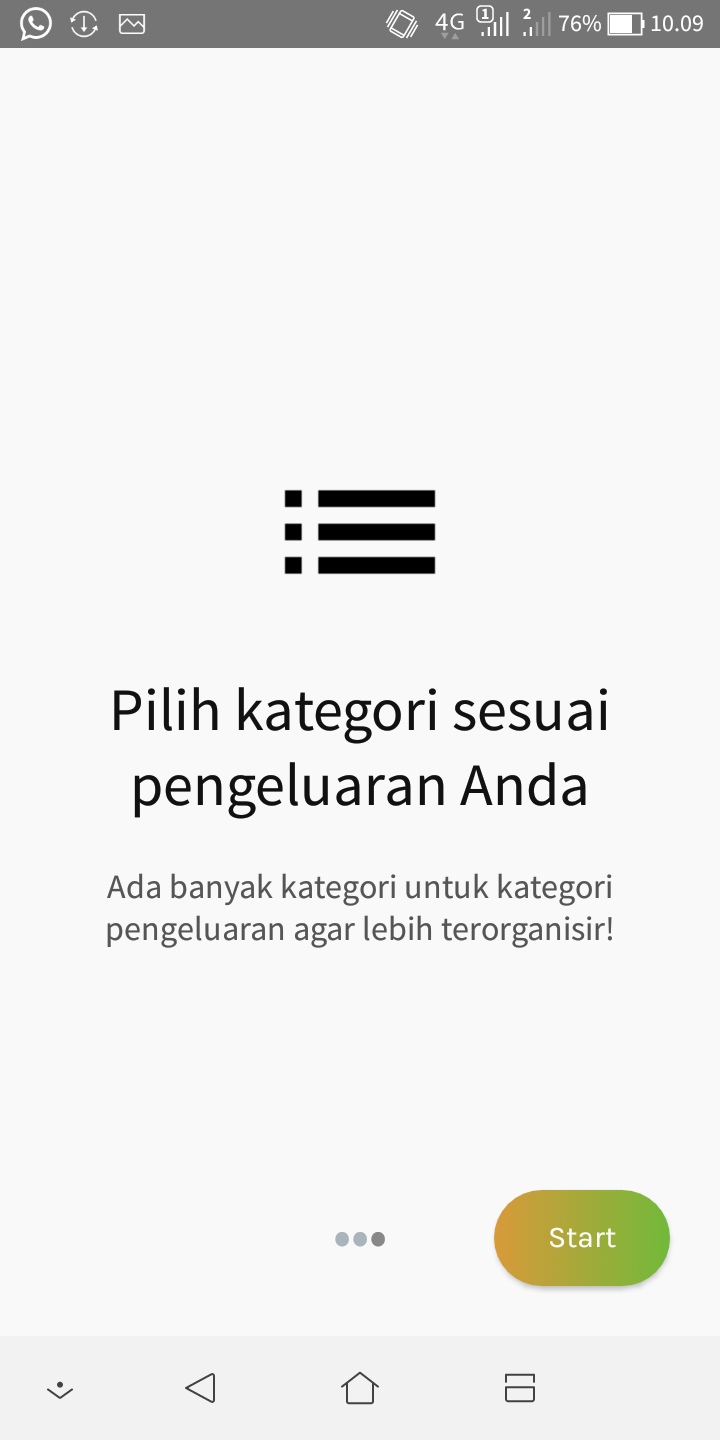 4G 1 2 76% 10.09
Pilih kategori sesuai
pengeluaran Anda
Ada banyak kategori untuk kategori
pengeluaran agar lebih terorganisir!
Start